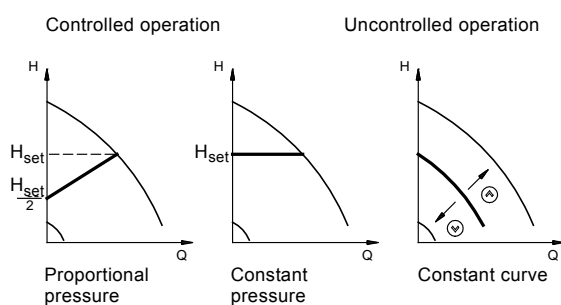 Controlled operation
Uncontrolled operation
H
H
H
Hset
Hset
2
Hset
Q
Q
Q
Proportional
pressure
Constant
pressure
Constant curve